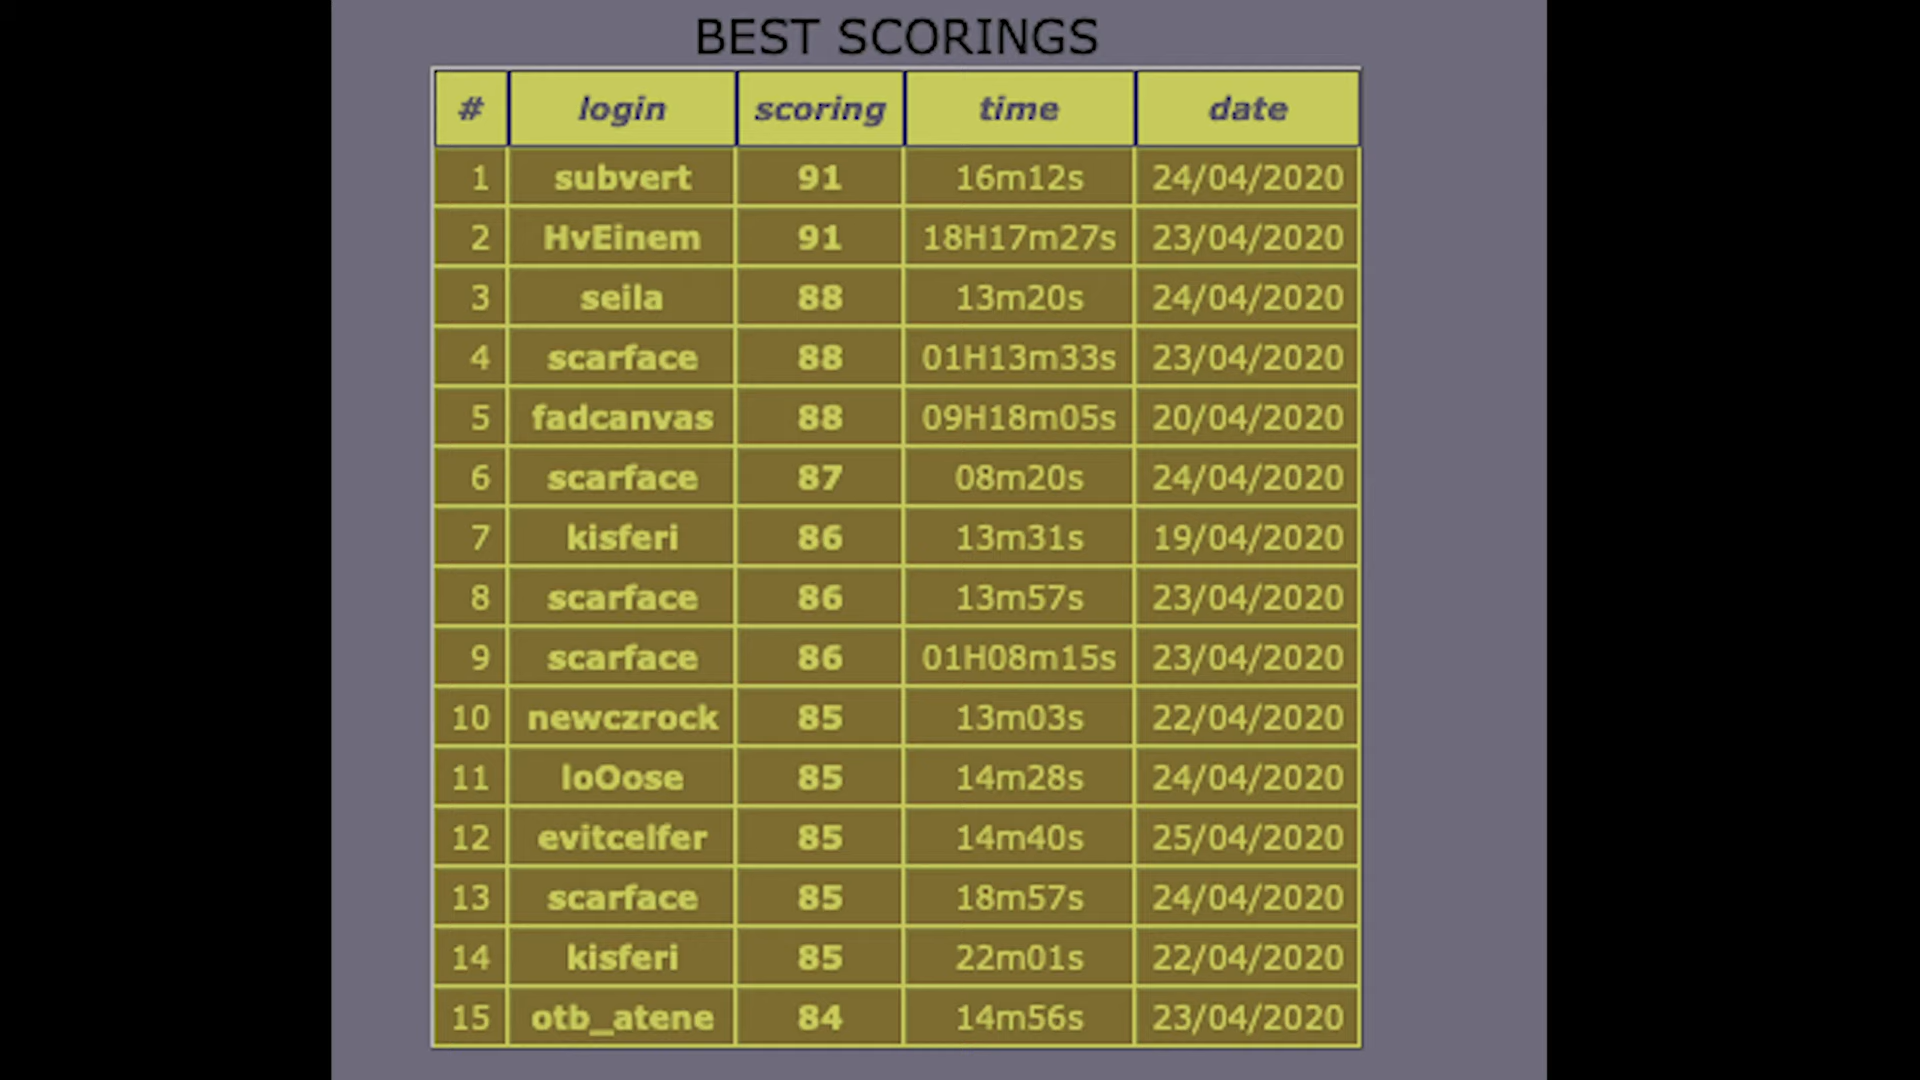 BEST SCORINGS
# login scoring time date
1 subvert 91 16m12s 24/04/2020
2 HvEinem 91 18H17m27s 23/04/2020
3 seila 88 13m20s 24/04/2020
4 scarface 88 01H13m33s 23/04/2020
5 fadcanvas 88 09H18m05s 20/04/2020
6 scarface 87 08m20s 24/04/2020
7 kisferi 86 13m31s 19/04/2020
8 scarface 86 13m57s 23/04/2020
9 scarface 86 01H08m15s 23/04/2020
10 newczrock 85 13m03s 22/04/2020
11 loOose 85 14m28s 24/04/2020
12 evitcelfer 85 14m40s 25/04/2020
13 scarface 85 18m57s 24/04/2020
14 kisferi 85 22m01s 22/04/2020
15 otb_atene 84 14m56s 23/04/2020